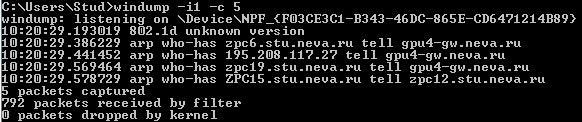 C:\Users\Stud>windump -i1 -c 5
windump: listening on \Device\NPF_{F03CE3C1-B343-46DC-865E-CD6471214B89}
10:20:29.193019 802.1d unknown version
10:20:29.386229 arp who-has zpc6.stu.neva.ru tell gpu4-gw.neva.ru
10:20:29.441452 arp who-has 195.208.117.27 tell gpu4-gw.neva.ru
10:20:29.569464 arp who-has zpc19.stu.neva.ru tell gpu4-gw.neva.ru
10:20:29.578729 arp who-has ZPC15.stu.neva.ru tell zpc12.stu.neva.ru
5 packets captured
792 packets received by filter
0 packets dropped by kernel